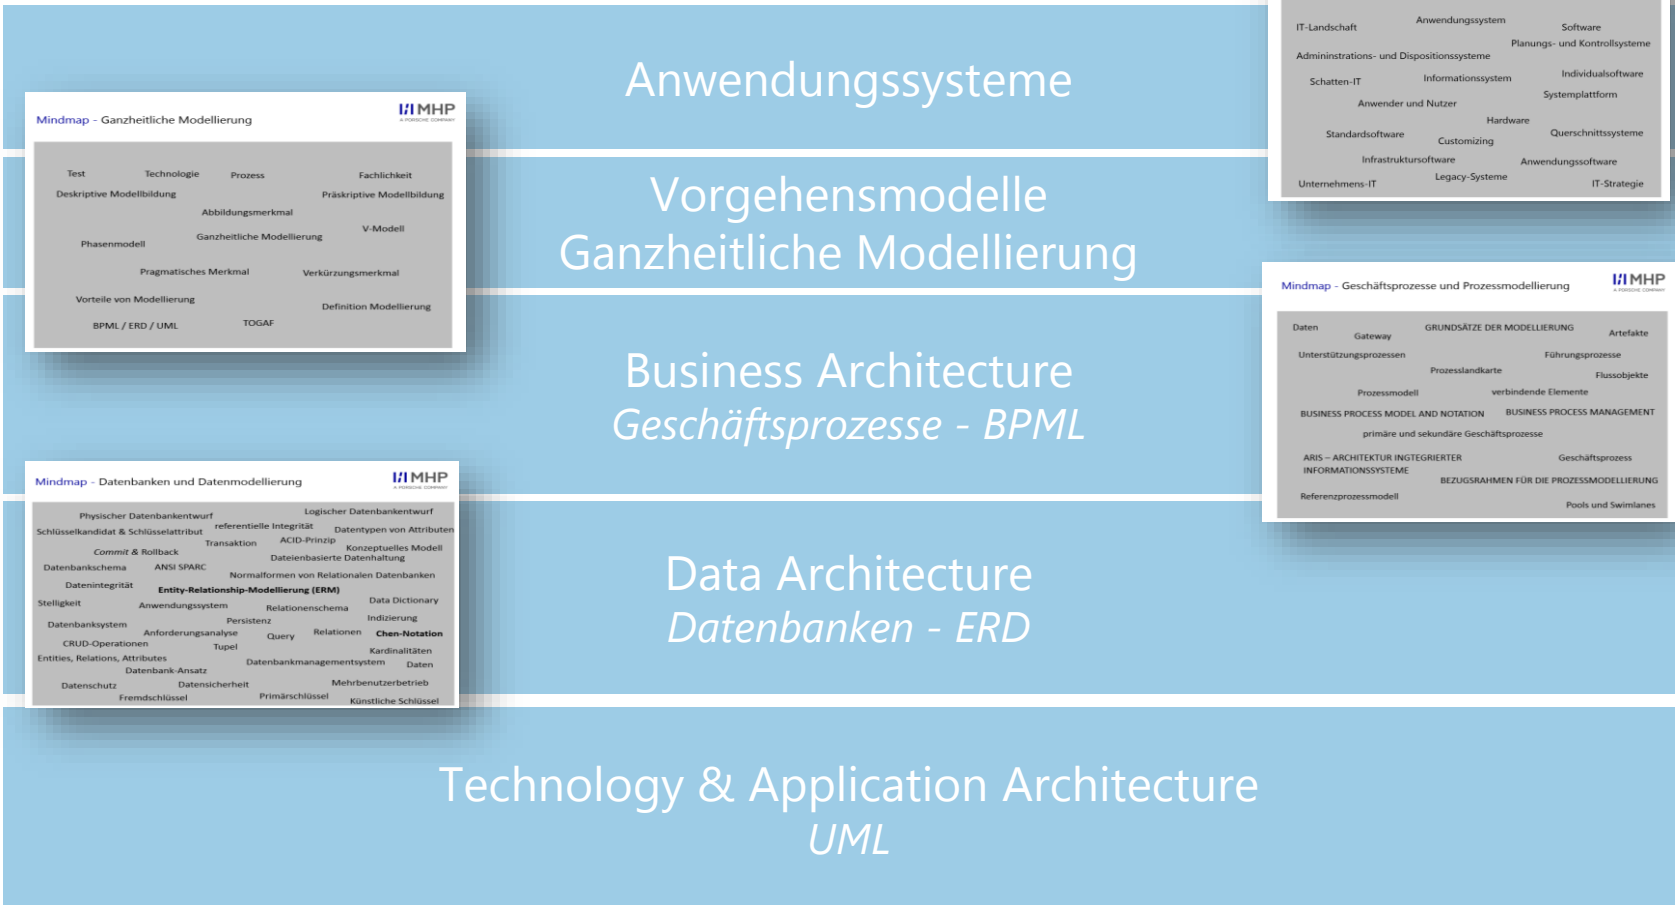 Anwendungssysteme
Vorgehensmodelle
Ganzheitliche Modellierung
Business Architecture
Geschäftsprozesse - BPML
Data Architecture
Datenbanken - ERD
Technology & Application Architecture
UML
MHP
A PORSCHE COMPANY
Mindmap - Ganzheitliche Modellierung
Test Technologie Prozess Fachlichkeit
Deskriptive Modellbildung Präskriptive Modellbildung
Abbildungsmerkmal
V-Modell
Phasenmodell Ganzheitliche Modellierung
Pragmatisches Merkmal Verkürzungsmerkmal
Vorteile von Modellierung
Definition Modellierung
BPML / ERD / UML TOGAF
IT-Landschaft Anwendungssystem Software
Planungs- und Kontrollsysteme
Admininstrations- und Dispositionssysteme
Schatten-IT Informationssystem Individualsoftware
Systemplattform
Anwender und Nutzer
Hardware
Standardsoftware Customizing Querschnittssysteme
Infrastruktursoftware Anwendungssoftware
Unternehmens-IT Legacy-Systeme IT-Strategie
MHP
A PORSCHE COMPANY
Mindmap - Geschäftsprozesse und Prozessmodellierung
Daten Gateway GRUNDSÄTZE DER MODELLIERUNG Artefakte
Unterstützungsprozessen Führungsprozesse
Prozesslandkarte Flussobjekte
Prozessmodell verbindende Elemente
BUSINESS PROCESS MODEL AND NOTATION BUSINESS PROCESS MANAGEMENT
primäre und sekundäre Geschäftsprozesse
ARIS – ARCHITEKTUR INGTEGRIERTER Geschäftsprozess
INFORMATIONSSYSTEME
BEZUGSRAHMEN FÜR DIE PROZESSMODELLIERUNG
Referenzprozessmodell
Pools und Swimlanes
MHP
A PORSCHE COMPANY
Mindmap - Datenbanken und Datenmodellierung
Physischer Datenbankentwurf Logischer Datenbankentwurf
Schlüsselkandidat & Schlüsselattribut referentielle Integrität Datentypen von Attributen
Transaktion ACID-Prinzip
Commit & Rollback Konzeptuelles Modell
Dateienbasierte Datenhaltung
Datenbankschema ANSI SPARC
Normalformen von Relationalen Datenbanken
Datenintegrität Entity-Relationship-Modellierung (ERM)
Stelligkeit Anwendungssystem Relationenschema Data Dictionary
Datenbanksystem Persistenz Indizierung
Anforderungsanalyse Query Relationen Chen-Notation
CRUD-Operationen Tupel Kardinalitäten
Entities, Relations, Attributes Datenbankmanagementsystem Daten
Datenbank-Ansatz
Datenschutz Datensicherheit Mehrbenutzerbetrieb
Fremdschlüssel Primärschlüssel Künstliche Schlüssel